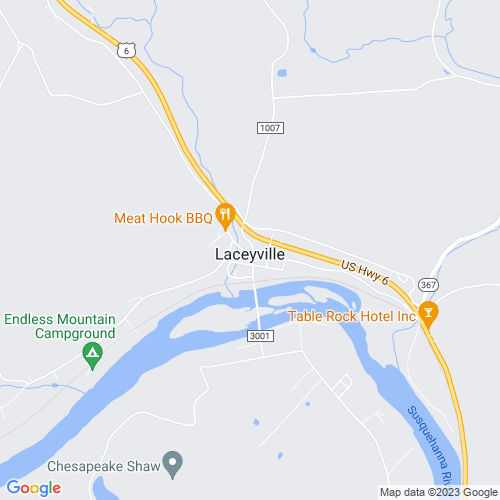 6
1007
Meat Hook BBQ
Laceyville
US Hwy 6
367
Endless Mountain
Campground
Table Rock Hotel Inc
3001
Susquehanna Riv
Chesapeake Shaw
Google
Map data ©2023 Google